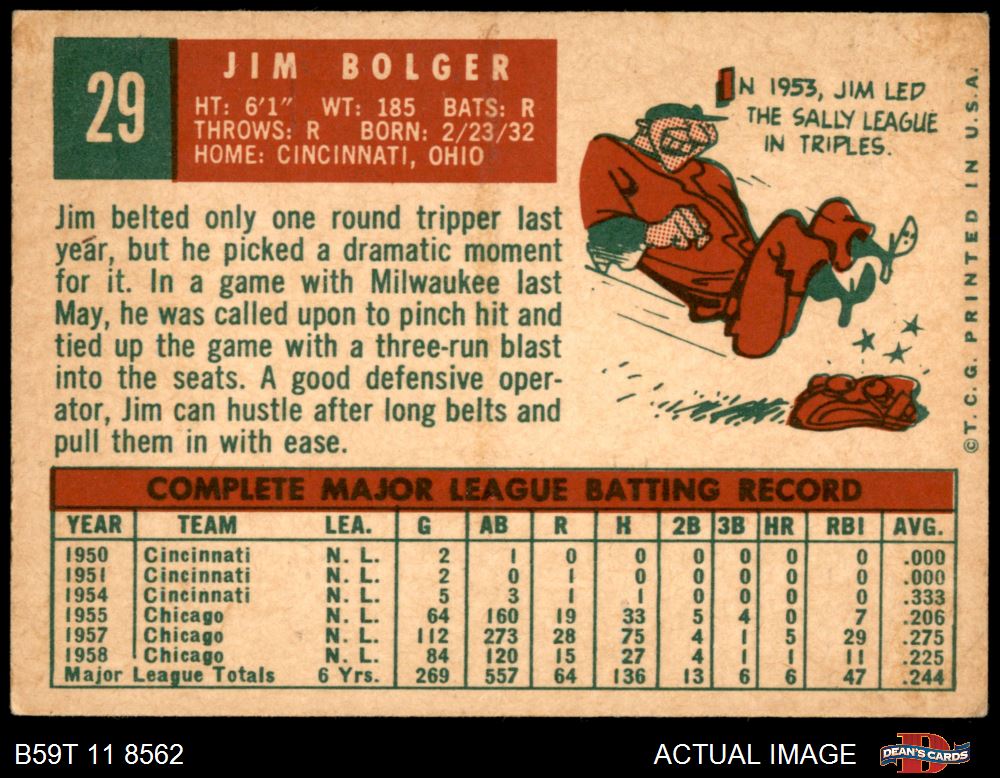 29
JIM BOLGER
HT: 6'1" WT: 185 BATS: R
THROWS: R BORN: 2/23/32
HOME: CINCINNATI, OHIO
IN 1953, JIM LED
THE SALLY LEAGUE
IN TRIPLES.
Jim belted only one round tripper last
year, but he picked a dramatic moment
for it. In a game with Milwaukee last
May, he was called upon to pinch hit and
tied up the game with a three-run blast
into the seats. A good defensive oper-
ator, Jim can hustle after long belts and
pull them in with ease.
©T. C. G. PRINTED IN U.S.A.
COMPLETE MAJOR LEAGUE BATTING RECORD
YEAR TEAM LEA. G AB R H 2B 3B HR RBI AVG.
1950 Cincinnati N. L. 2 1 0 0 0 0 0 0 .000
1951 Cincinnati N. L. 2 0 1 0 0 0 0 0 .000
1954 Cincinnati N. L. 5 3 1 1 0 0 0 0 .333
1955 Chicago N. L. 64 160 19 33 5 4 0 7 .206
1957 Chicago N. L. 112 273 28 75 4 1 5 29 .275
1958 Chicago N. L. 84 120 15 27 4 1 1 11 .225
Major League Totals 6 Yrs. 269 557 64 136 13 6 6 47 .244
B59T 11 8562
ACTUAL IMAGE
D
DEAN'S CARDS